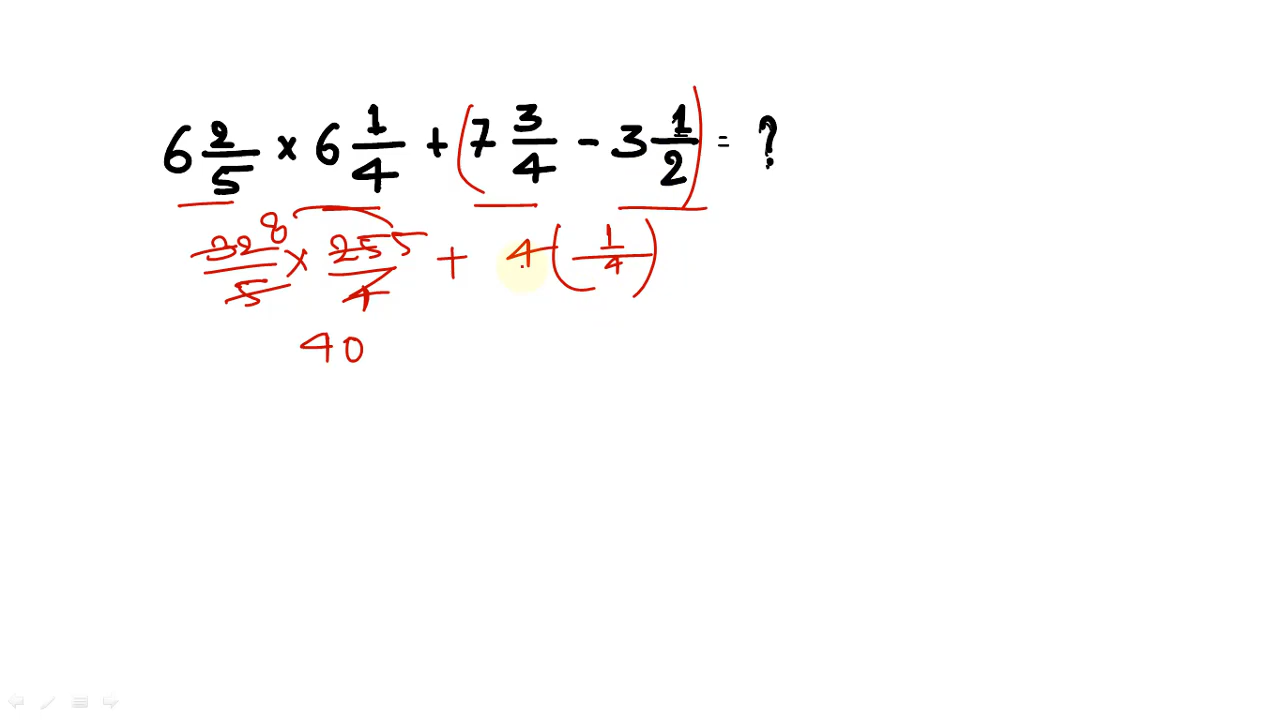 6 2/5 × 6 1/4 + (7 3/4 - 3 1/2) = ?
32/5 8 × 25/4 5 + 4(1/4)
40